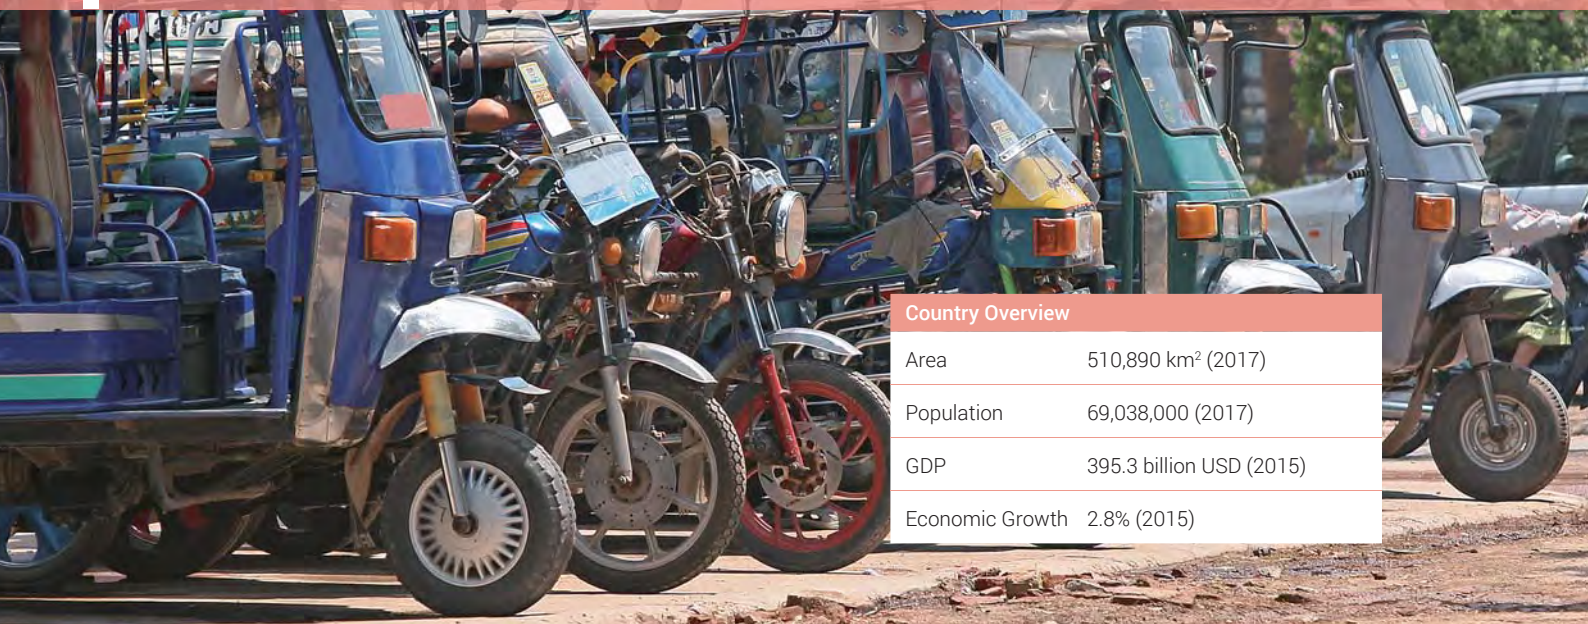 Country Overview
Area 510,890 km² (2017)
Population 69,038,000 (2017)
GDP 395.3 billion USD (2015)
Economic Growth 2.8% (2015)